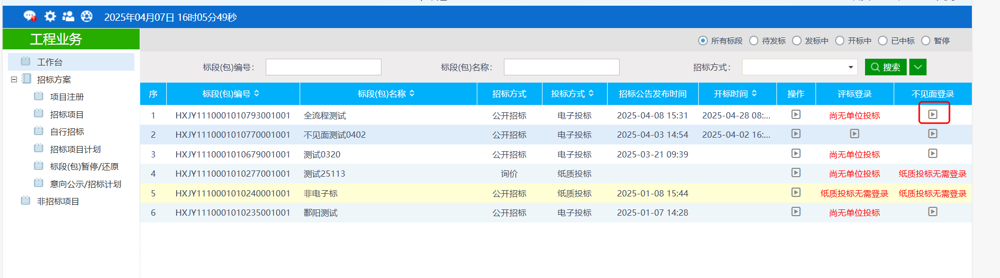 2025年04月07日 16时05分49秒
工程业务
所有标段 待发标 发标中 开标中 已中标 暂停
工作台
招标方案
项目注册
招标项目
自行招标
招标项目计划
标段(包)暂停/还原
意向公示/招标计划
非招标项目
标段(包)编号： 标段(包)名称： 招标方式： 搜索
序 标段(包)编号 标段(包)名称 招标方式 投标方式 招标公告发布时间 开标时间 操作 评标登录 不见面登录
1 HXJY1110001010793001001 全流程测试 公开招标 电子投标 2025-04-08 15:31 2025-04-28 08:... 尚无单位投标
2 HXJY1110001010770001001 不见面测试0402 公开招标 电子投标 2025-04-03 14:54 2025-04-02 16:...
3 HXJY1110001010679001001 测试0320 公开招标 电子投标 2025-03-21 09:39 尚无单位投标
4 HXJY1110001010277001001 测试25113 询价 纸质投标 尚无单位投标 纸质投标无需登录
5 HXJY1110001010240001001 非电子标 公开招标 纸质投标 2025-01-08 15:44 纸质投标无需登录 纸质投标无需登录
6 HXJY1110001010235001001 鄱阳测试 公开招标 电子投标 2025-01-07 14:28 尚无单位投标